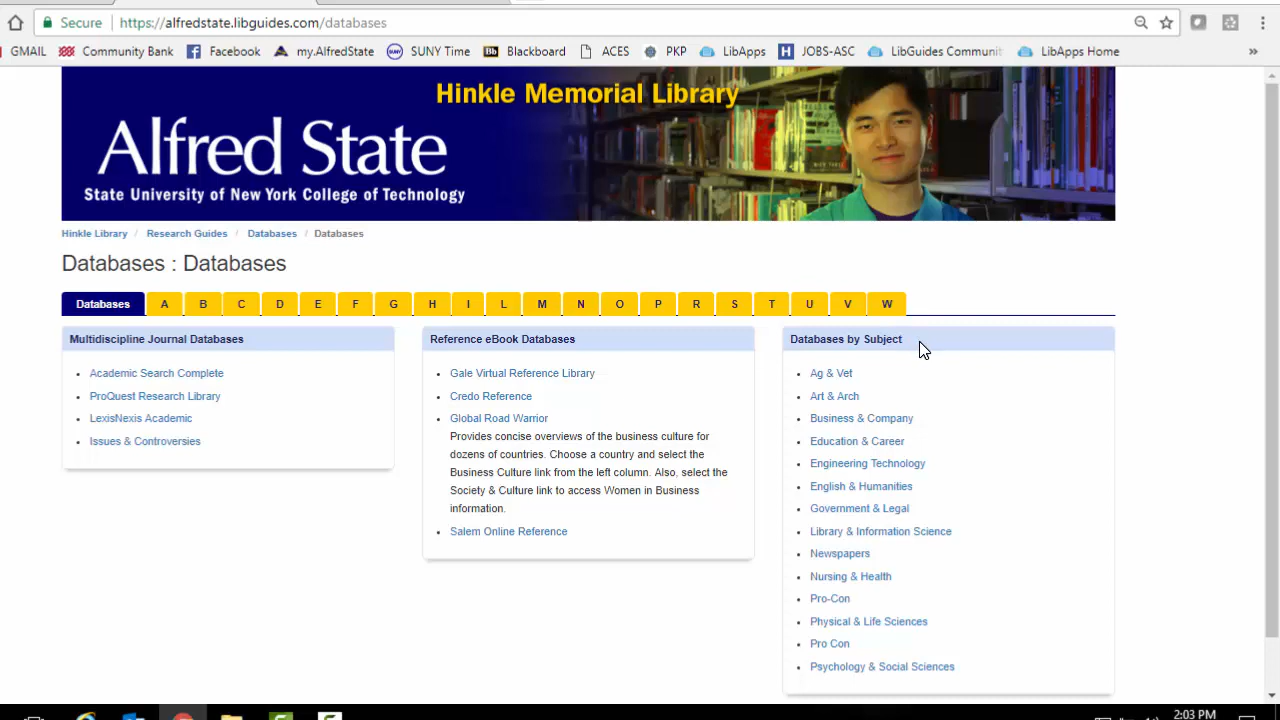 Secure https://alfredstate.libguides.com/databases
GMAIL Community Bank Facebook my.AlfredState SUNY Time Bb Blackboard ACES PKP LibApps H JOBS-ASC LibGuides Communit LibApps Home »
Hinkle Memorial Library
Alfred State
State University of New York College of Technology
Hinkle Library / Research Guides / Databases / Databases
Databases : Databases
Databases A B C D E F G H I L M N O P R S T U V W
Multidiscipline Journal Databases
Academic Search Complete
ProQuest Research Library
LexisNexis Academic
Issues & Controversies
Reference eBook Databases
Gale Virtual Reference Library
Credo Reference
Global Road Warrior
Provides concise overviews of the business culture for
dozens of countries. Choose a country and select the
Business Culture link from the left column. Also, select the
Society & Culture link to access Women in Business
information.
Salem Online Reference
Databases by Subject
Ag & Vet
Art & Arch
Business & Company
Education & Career
Engineering Technology
English & Humanities
Government & Legal
Library & Information Science
Newspapers
Nursing & Health
Pro-Con
Physical & Life Sciences
Pro Con
Psychology & Social Sciences
2:03 PM